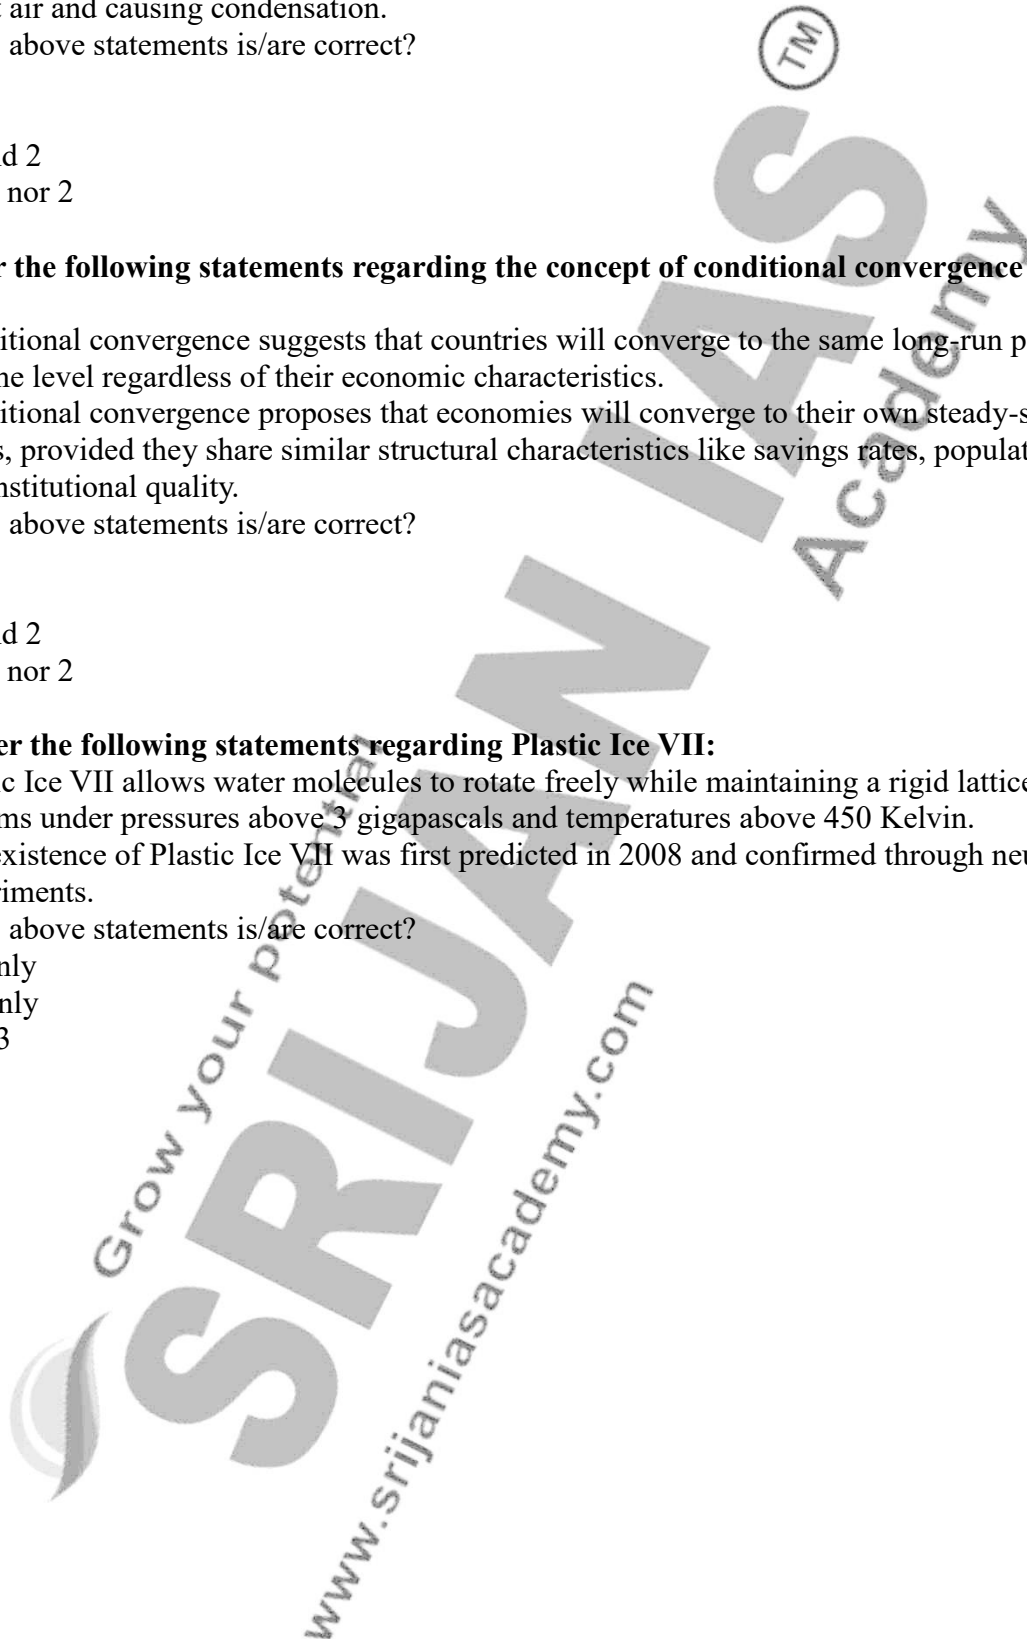 t air and causing condensation.
above statements is/are correct?
d 2
nor 2
r the following statements regarding the concept of conditional convergence
itional convergence suggests that countries will converge to the same long-run p
ne level regardless of their economic characteristics.
itional convergence proposes that economies will converge to their own steady-s
s, provided they share similar structural characteristics like savings rates, populat
nstitutional quality.
above statements is/are correct?
d 2
nor 2
er the following statements regarding Plastic Ice VII:
ic Ice VII allows water molecules to rotate freely while maintaining a rigid lattice
ms under pressures above 3 gigapascals and temperatures above 450 Kelvin.
existence of Plastic Ice VII was first predicted in 2008 and confirmed through neu
riments.
above statements is/are correct?
nly
nly
3
SRIJAN IAS TM
Academy
Grow your potential
www.srijaniasacademy.com